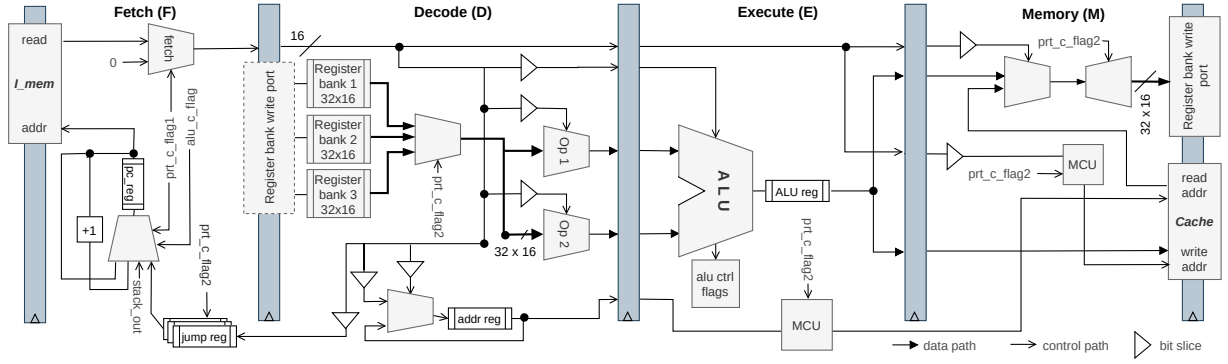 Fetch (F)
Decode (D)
Execute (E)
Memory (M)
read
I_mem
addr
0
fetch
prt_c_flag1
alu_c_flag
pc_reg
+1
stack_out
prt_c_flag2
jump reg
Register bank write port
16
Register
bank 1
32x16
Register
bank 2
32x16
Register
bank 3
32x16
prt_c_flag2
Op 1
Op 2
32 x 16
addr reg
ALU
alu ctrl
flags
ALU reg
prt_c_flag2
MCU
prt_c_flag2
32 x 16
Register bank write
port
prt_c_flag2
MCU
read
addr
Cache
write
addr
data path
control path
bit slice